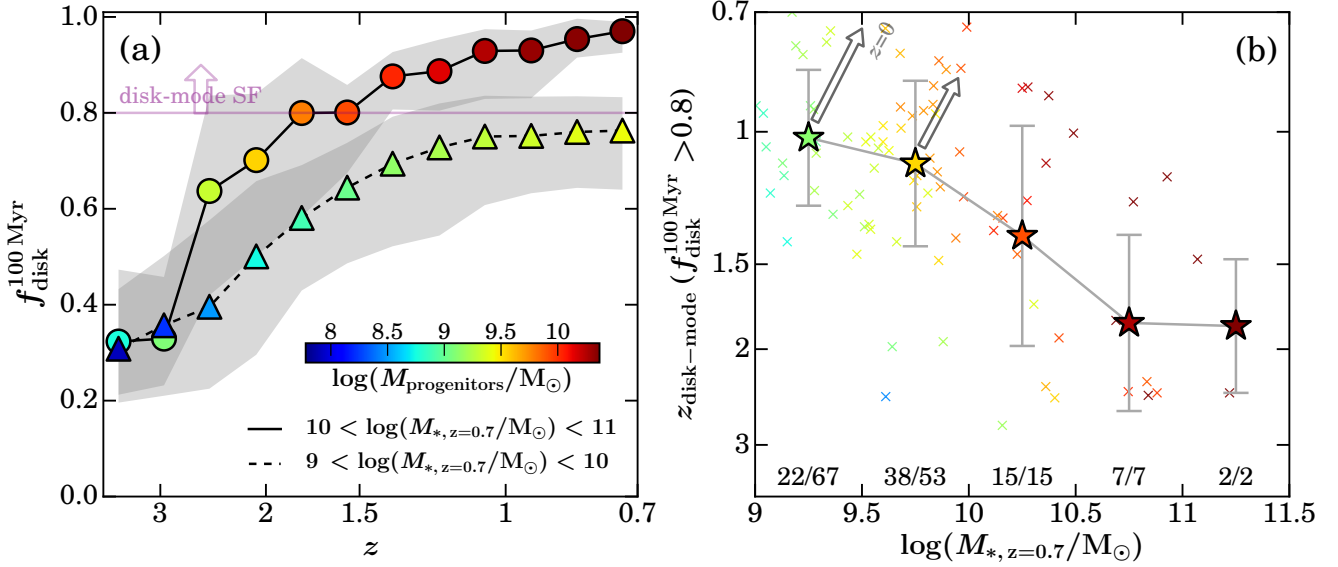 (a)
disk-mode SF
f_disk^100 Myr
1.0
0.8
0.6
0.4
0.2
0.0
8 8.5 9 9.5 10
log(M_progenitors/M_⊙)
10 < log(M_*, z=0.7/M_⊙) < 11
9 < log(M_*, z=0.7/M_⊙) < 10
3 2 1.5 1 0.7
z
(b)
z=0
z_disk−mode (f_disk^100 Myr > 0.8)
0.7
1
1.5
2
3
22/67 38/53 15/15 7/7 2/2
9 9.5 10 10.5 11 11.5
log(M_*, z=0.7/M_⊙)